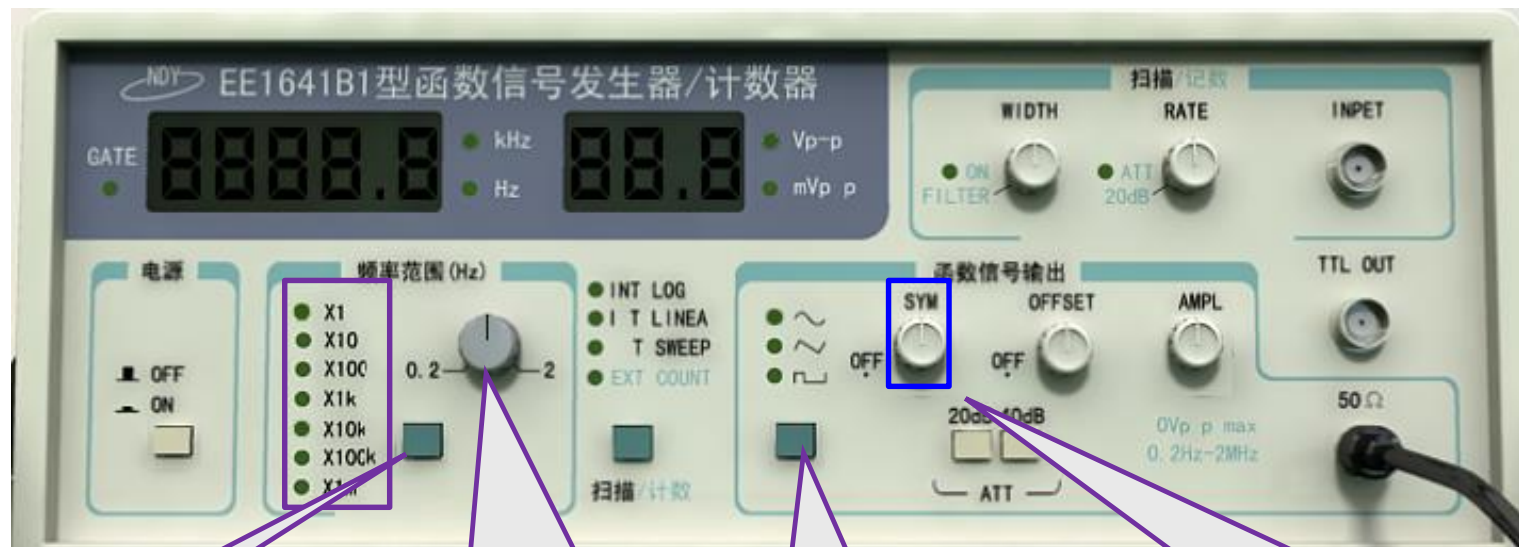 NDY EE1641B1型函数信号发生器/计数器
GATE
kHz
Hz
Vp-p
mVp p
扫描/记数
WIDTH
RATE
INPET
ON
FILTER
ATT
20dB
电源
OFF
ON
频率范围(Hz)
X1
X10
X100
X1k
X10k
X100k
0.2
2
INT LOG
I T LINEA
T SWEEP
EXT COUNT
扫描/计数
函数信号输出
SYM
OFFSET
AMPL
OFF
OFF
20dB 40dB
ATT
0Vp p max
0.2Hz-2MHz
TTL OUT
50Ω